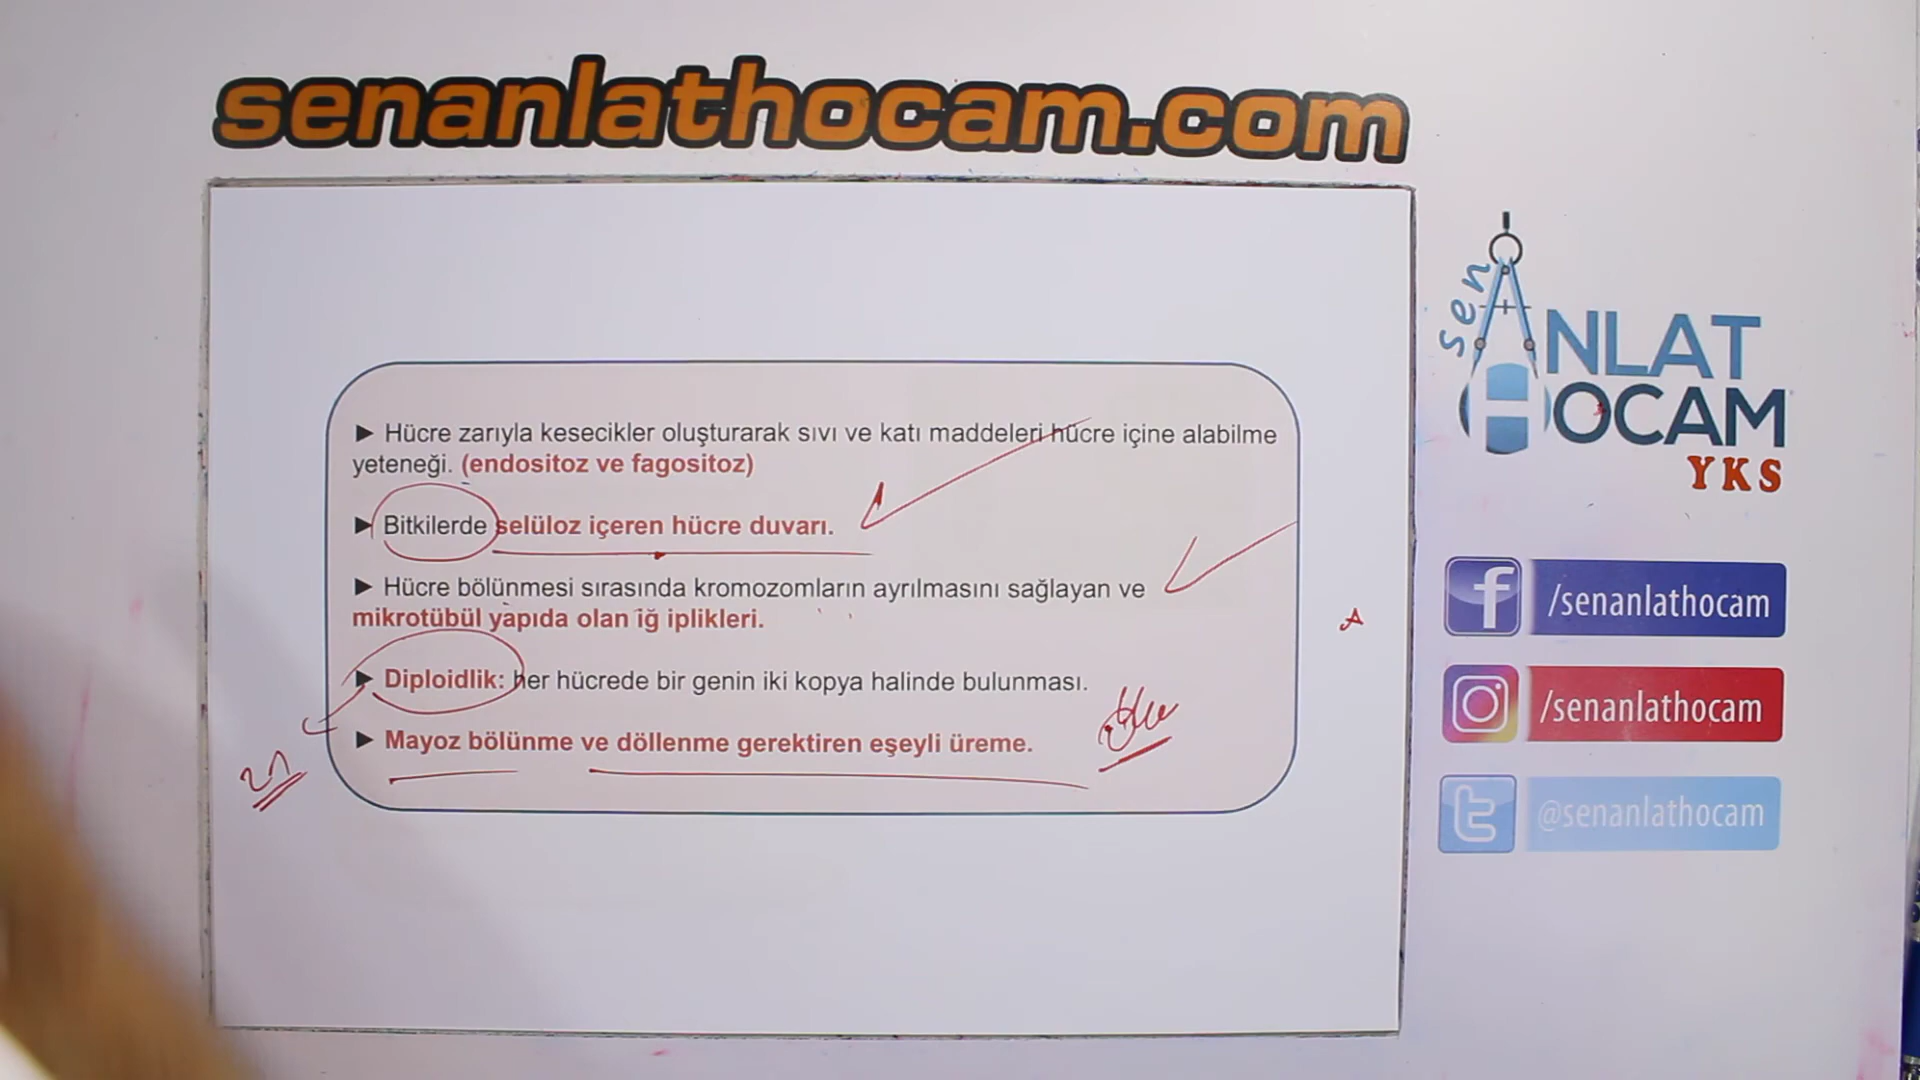 senanlathocam.com
► Hücre zarıyla kesecikler oluşturarak sıvı ve katı maddeleri hücre içine alabilme
yeteneği. (endositoz ve fagositoz)
► Bitkilerde selüloz içeren hücre duvarı.
► Hücre bölünmesi sırasında kromozomların ayrılmasını sağlayan ve
mikrotübül yapıda olan iğ iplikleri.
► Diploidlik: her hücrede bir genin iki kopya halinde bulunması.
► Mayoz bölünme ve döllenme gerektiren eşeyli üreme.
2n
A
sen
ANLAT
HOCAM
YKS
f /senanlathocam
/senanlathocam
t @senanlathocam